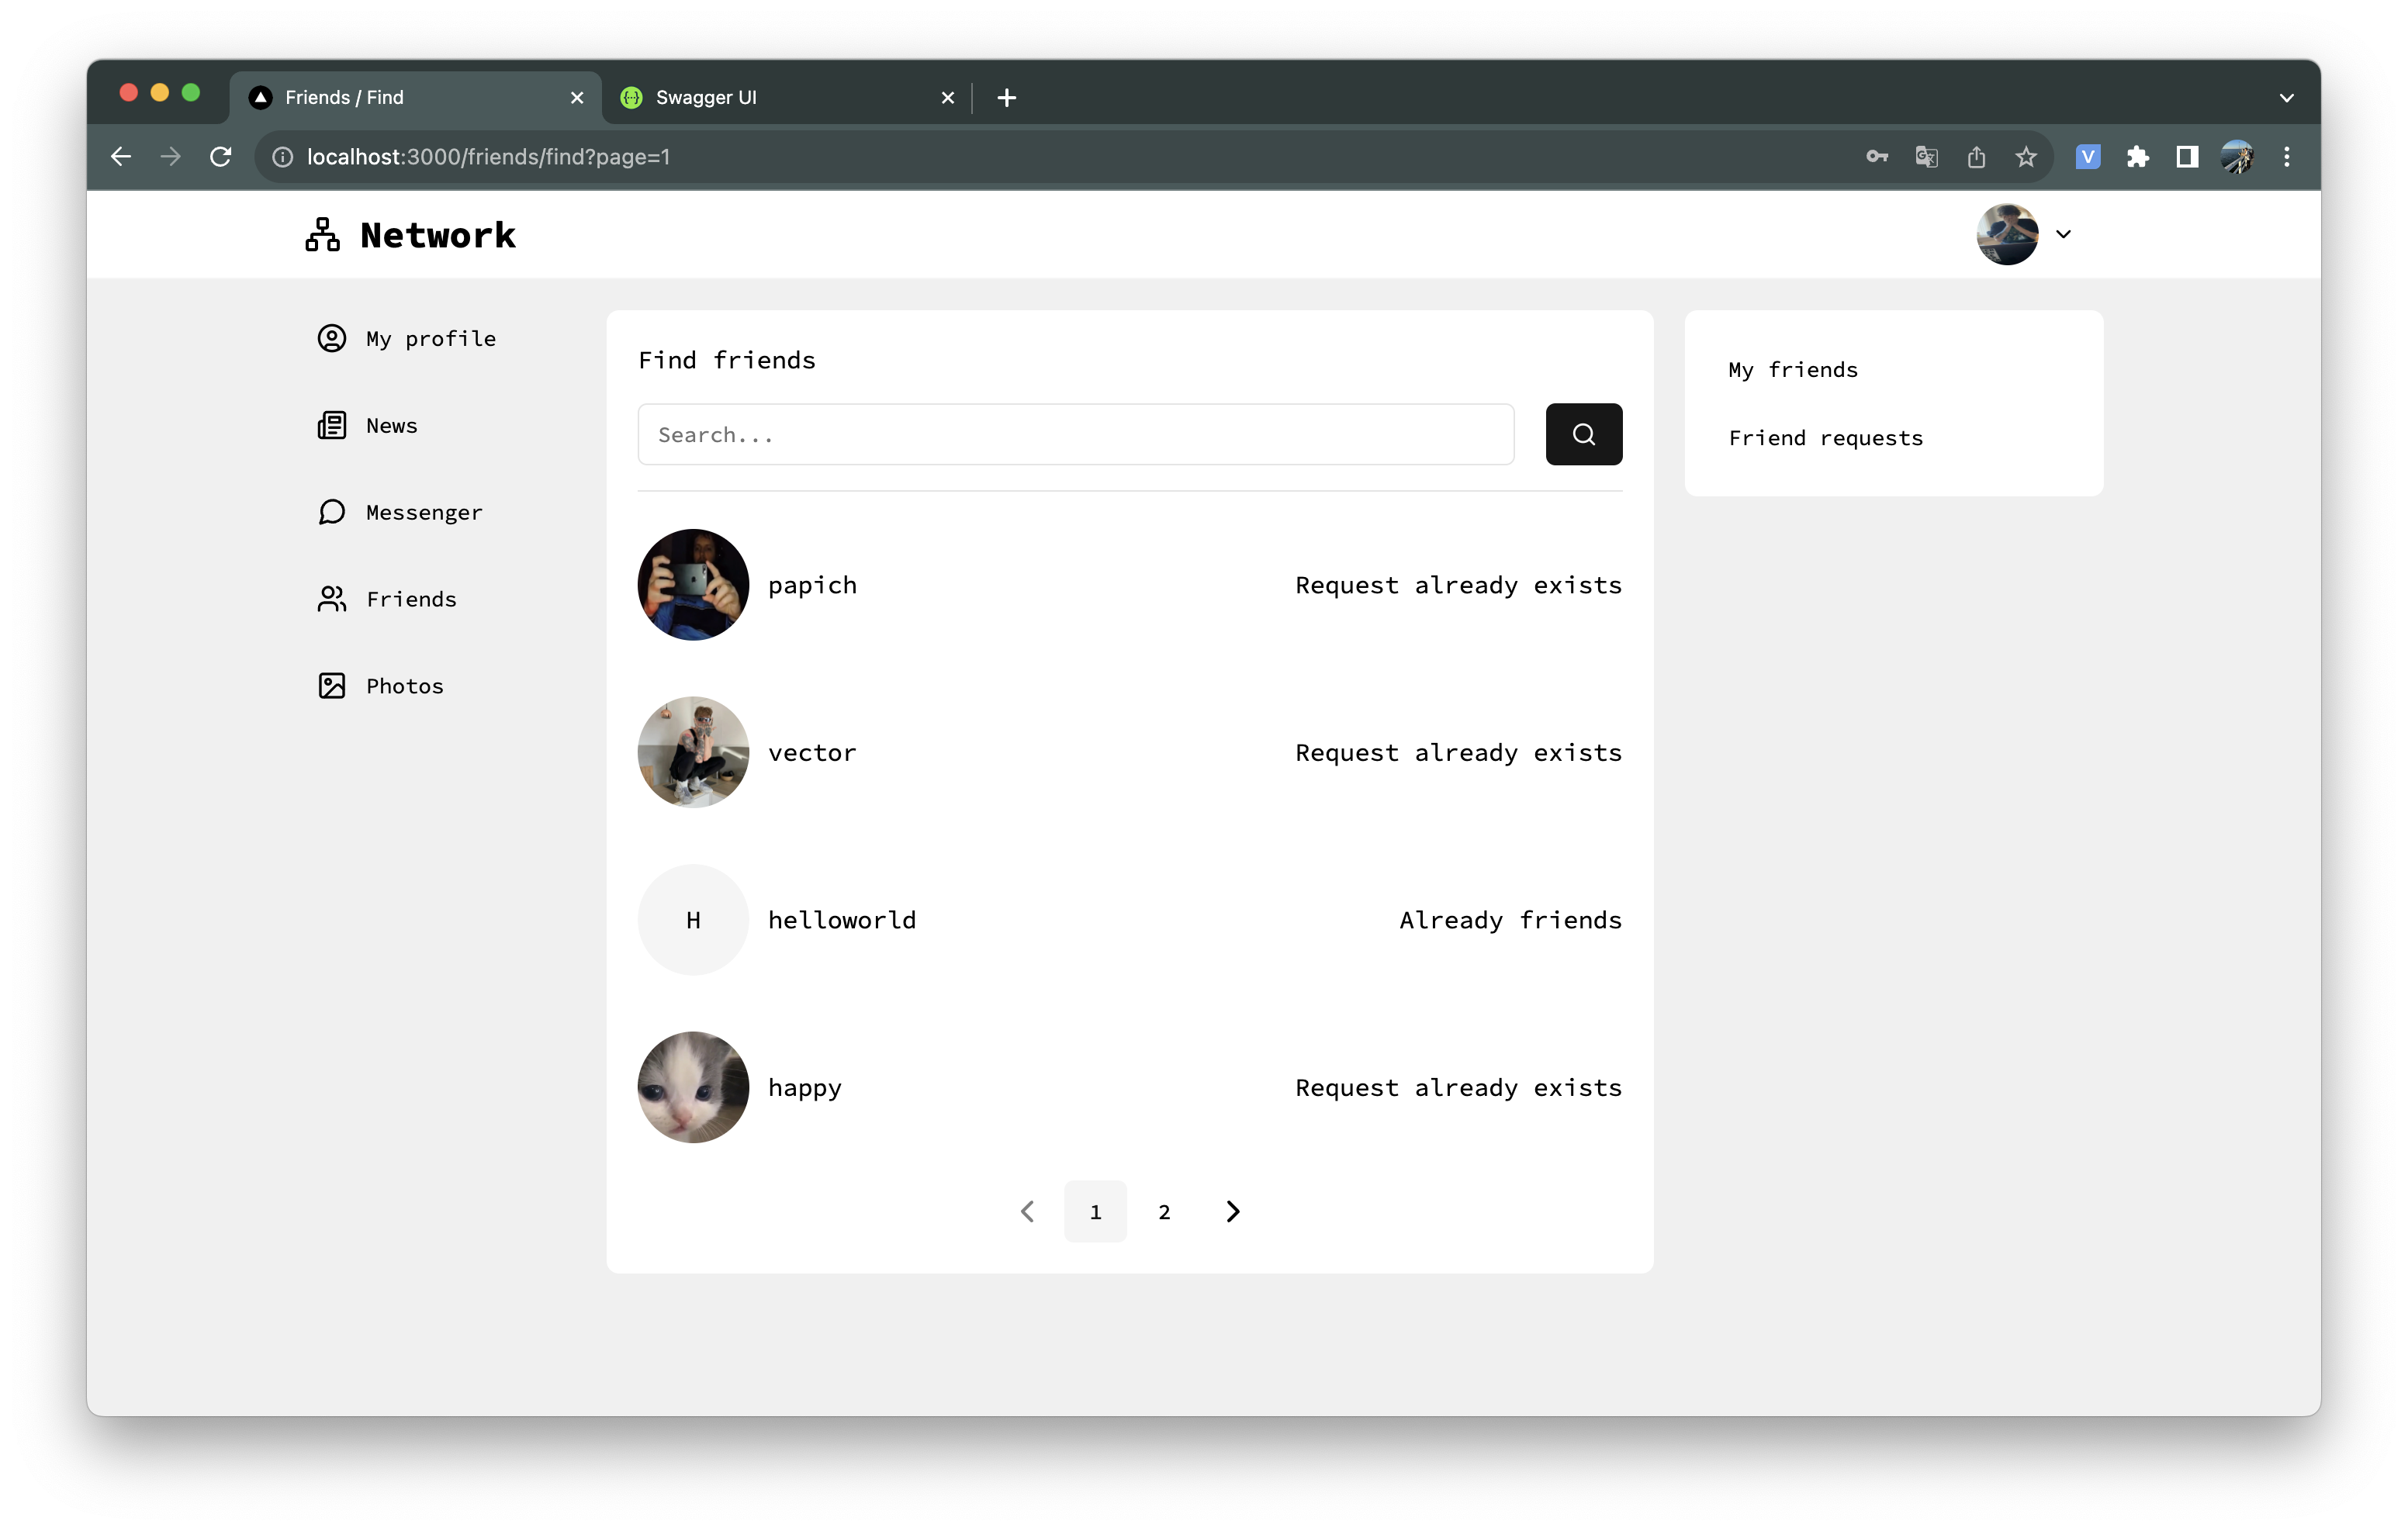 Friends / Find
Swagger UI
localhost:3000/friends/find?page=1
V
Network
My profile
News
Messenger
Friends
Photos
Find friends
Search...
papich
Request already exists
vector
Request already exists
H
helloworld
Already friends
happy
Request already exists
1
2
My friends
Friend requests